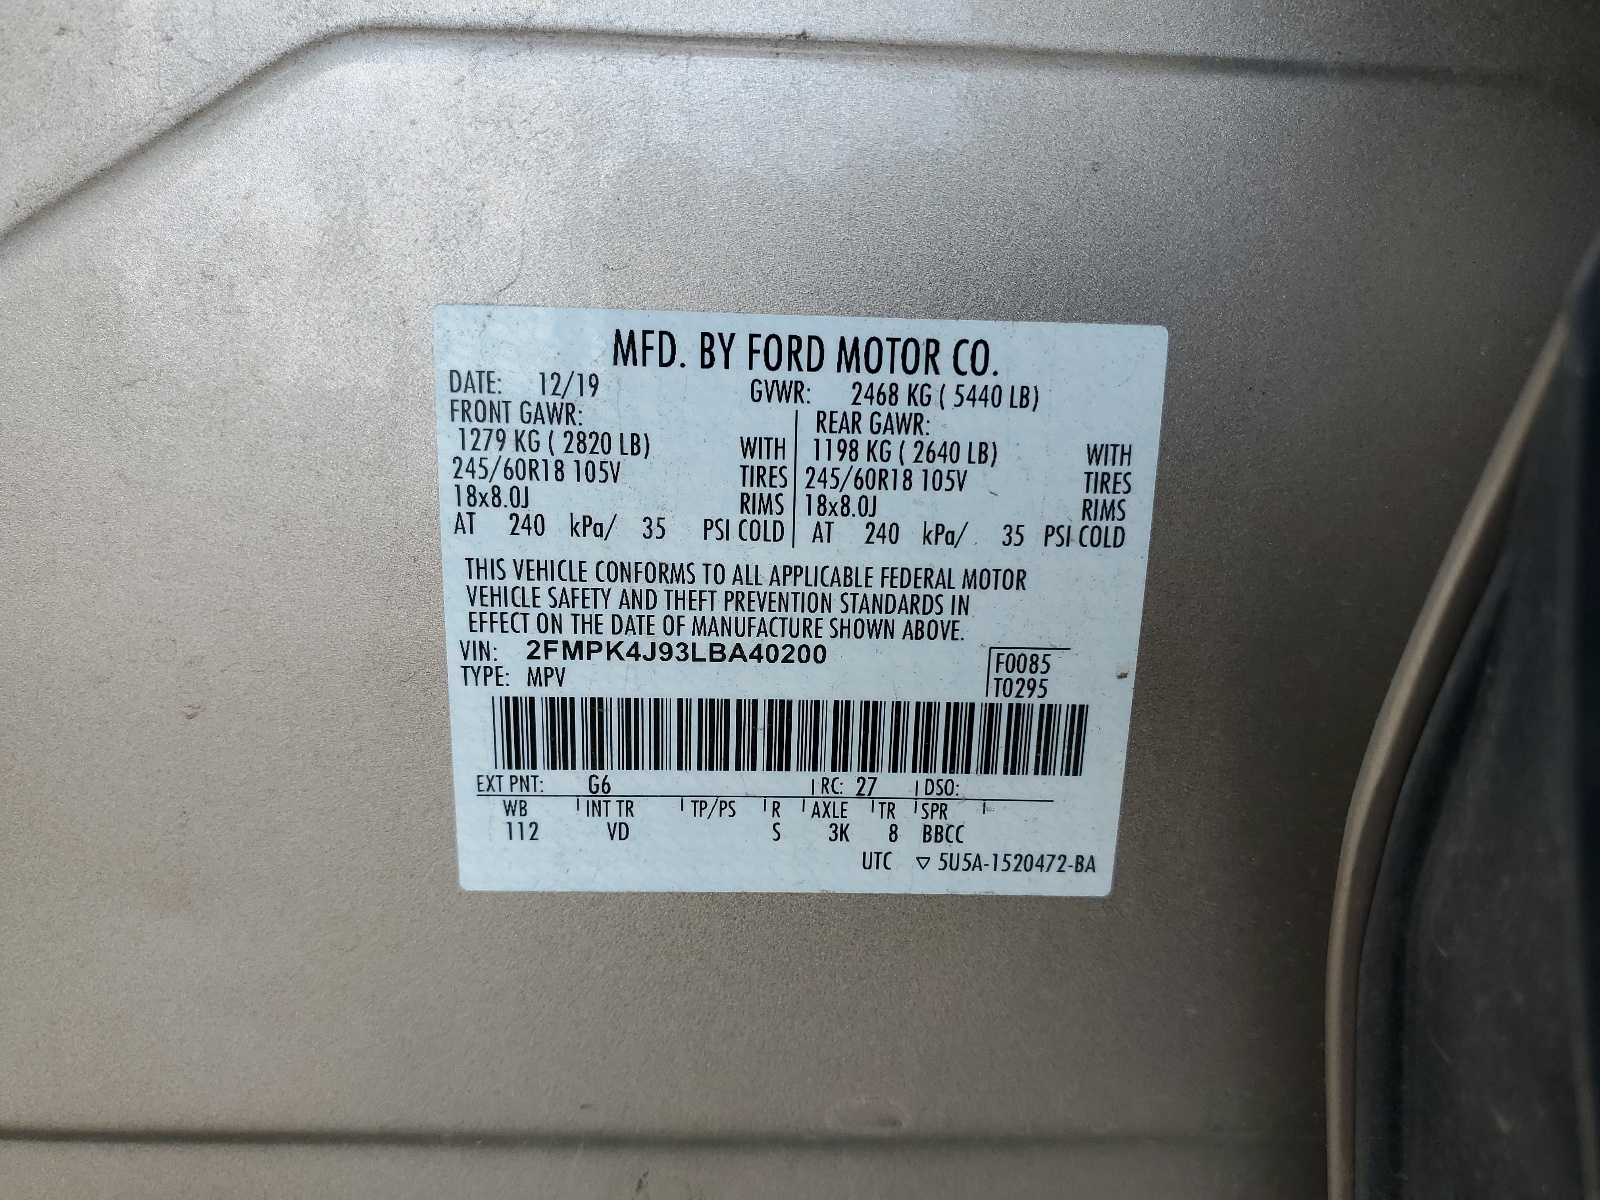 MFD. BY FORD MOTOR CO.
DATE: 12/19 GVWR: 2468 KG ( 5440 LB)
FRONT GAWR: REAR GAWR:
1279 KG ( 2820 LB) WITH 1198 KG ( 2640 LB) WITH
245/60R18 105V TIRES 245/60R18 105V TIRES
18x8.0J RIMS 18x8.0J RIMS
AT 240 kPa/ 35 PSI COLD AT 240 kPa/ 35 PSI COLD
THIS VEHICLE CONFORMS TO ALL APPLICABLE FEDERAL MOTOR
VEHICLE SAFETY AND THEFT PREVENTION STANDARDS IN
EFFECT ON THE DATE OF MANUFACTURE SHOWN ABOVE.
VIN: 2FMPK4J93LBA40200 F0085
TYPE: MPV T0295
EXT PNT: G6 RC: 27 DSO:
WB INT TR TP/PS R AXLE TR SPR
112 VD S 3K 8 BBCC
UTC ▽ 5U5A-1520472-BA